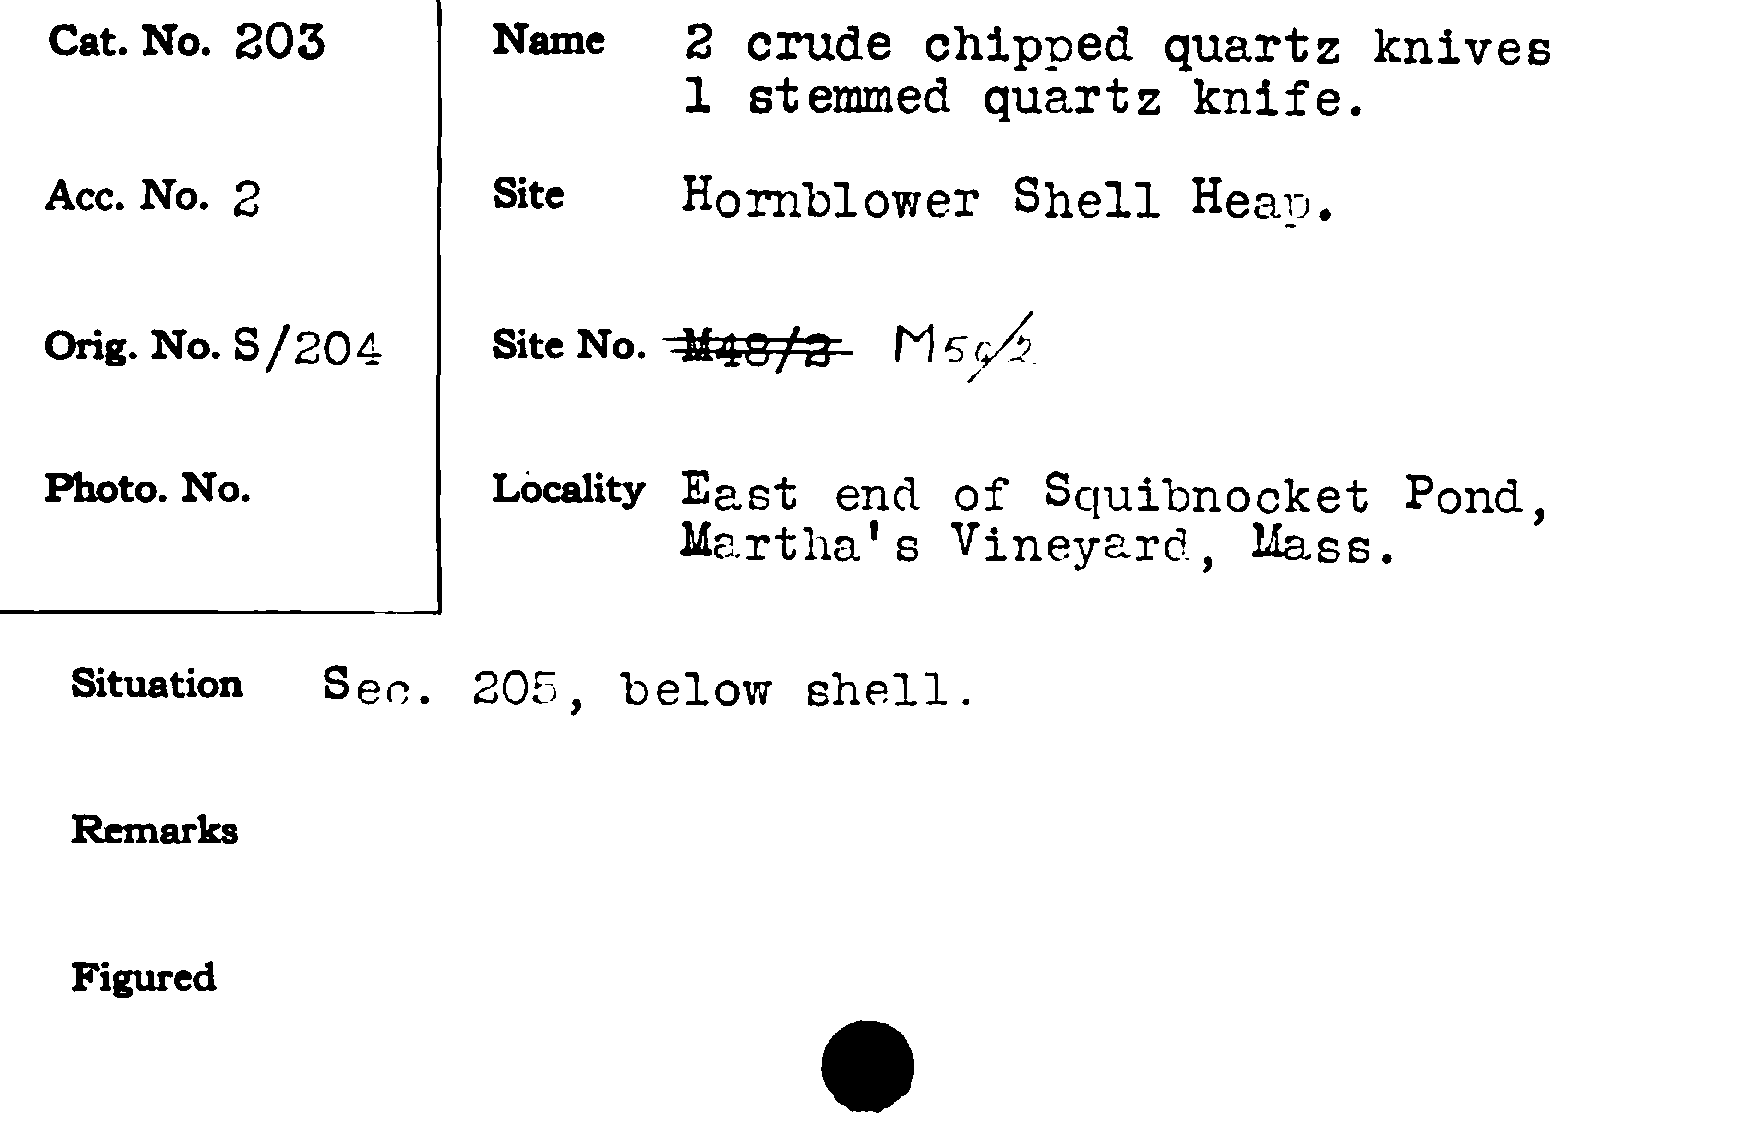 Cat. No. 203
Name 2 crude chipped quartz knives
1 stemmed quartz knife.
Acc. No. 2
Site Hornblower Shell Heap.
Orig. No. S/204
Site No. M48/2
Photo. No.
Locality East end of Squibnocket Pond,
Martha's Vineyard, Mass.
Situation Sec. 205, below shell.
Remarks
Figured